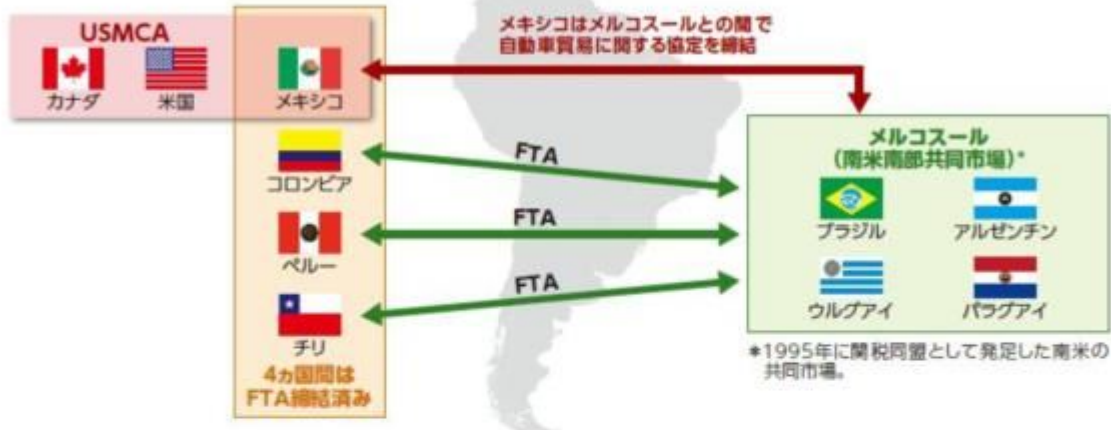 USMCA
カナダ
米国
メキシコ
メキシコはメルコスールとの間で
自動車貿易に関する協定を締結
コロンビア
ペルー
チリ
4ヵ国間は
FTA締結済み
FTA
FTA
FTA
メルコスール
(南米南部共同市場)*
ブラジル
アルゼンチン
ウルグアイ
パラグアイ
*1995年に関税同盟として発足した南米の
共同市場。